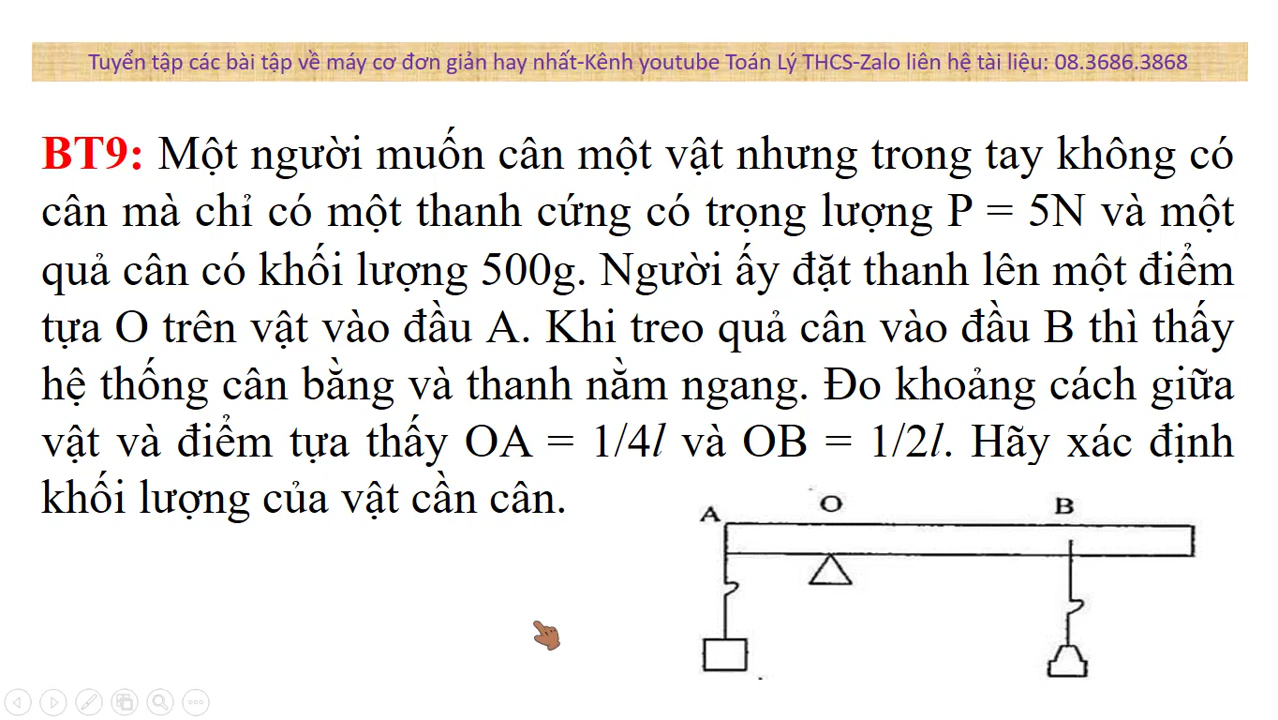 Tuyển tập các bài tập về máy cơ đơn giản hay nhất-Kênh youtube Toán Lý THCS-Zalo liên hệ tài liệu: 08.3686.3868
BT9: Một người muốn cân một vật nhưng trong tay không có
cân mà chỉ có một thanh cứng có trọng lượng P = 5N và một
quả cân có khối lượng 500g. Người ấy đặt thanh lên một điểm
tựa O trên vật vào đầu A. Khi treo quả cân vào đầu B thì thấy
hệ thống cân bằng và thanh nằm ngang. Đo khoảng cách giữa
vật và điểm tựa thấy OA = 1/4l và OB = 1/2l. Hãy xác định
khối lượng của vật cần cân.
A O B